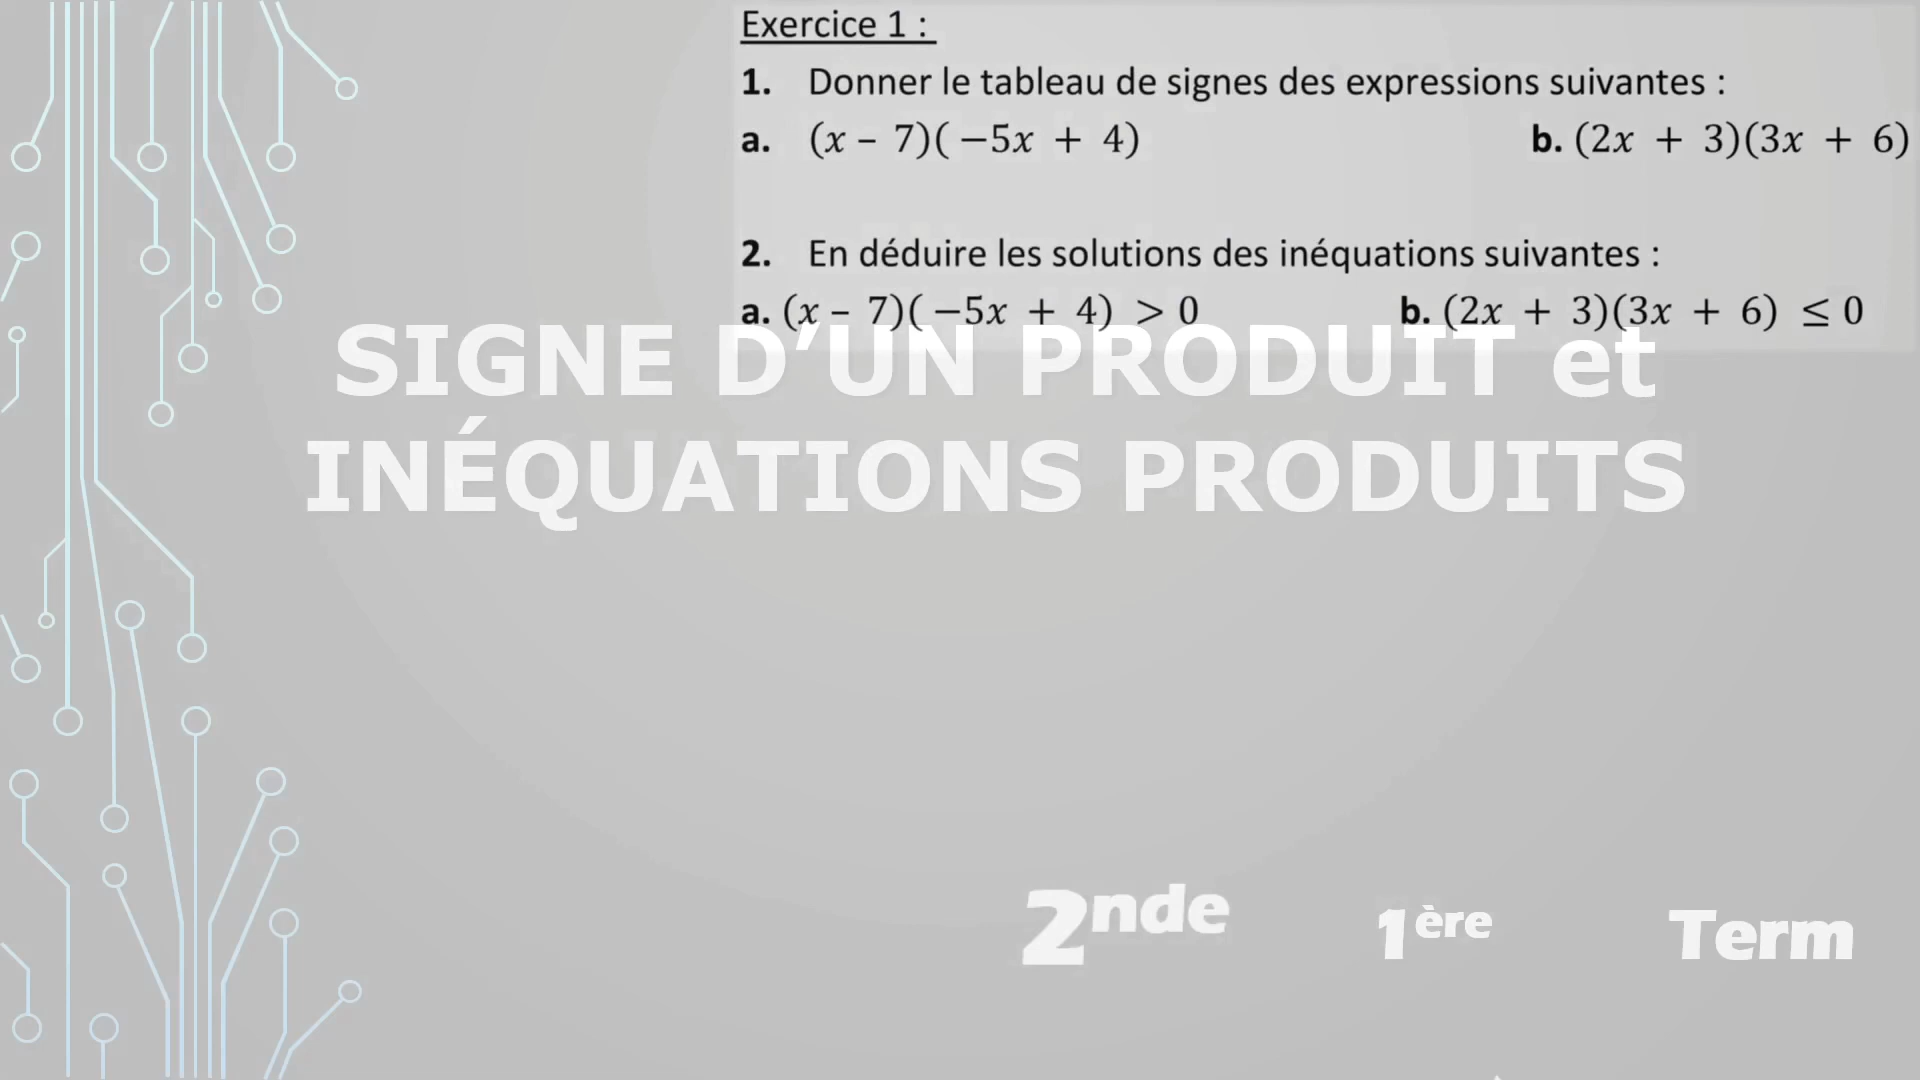 Exercice 1 :
1. Donner le tableau de signes des expressions suivantes :
a. (x – 7)( −5x + 4) b. (2x + 3)(3x + 6)
2. En déduire les solutions des inéquations suivantes :
a. (x – 7)( −5x + 4) > 0 b. (2x + 3)(3x + 6) ≤ 0
SIGNE D’UN PRODUIT et
INÉQUATIONS PRODUITS
2nde 1ère Term